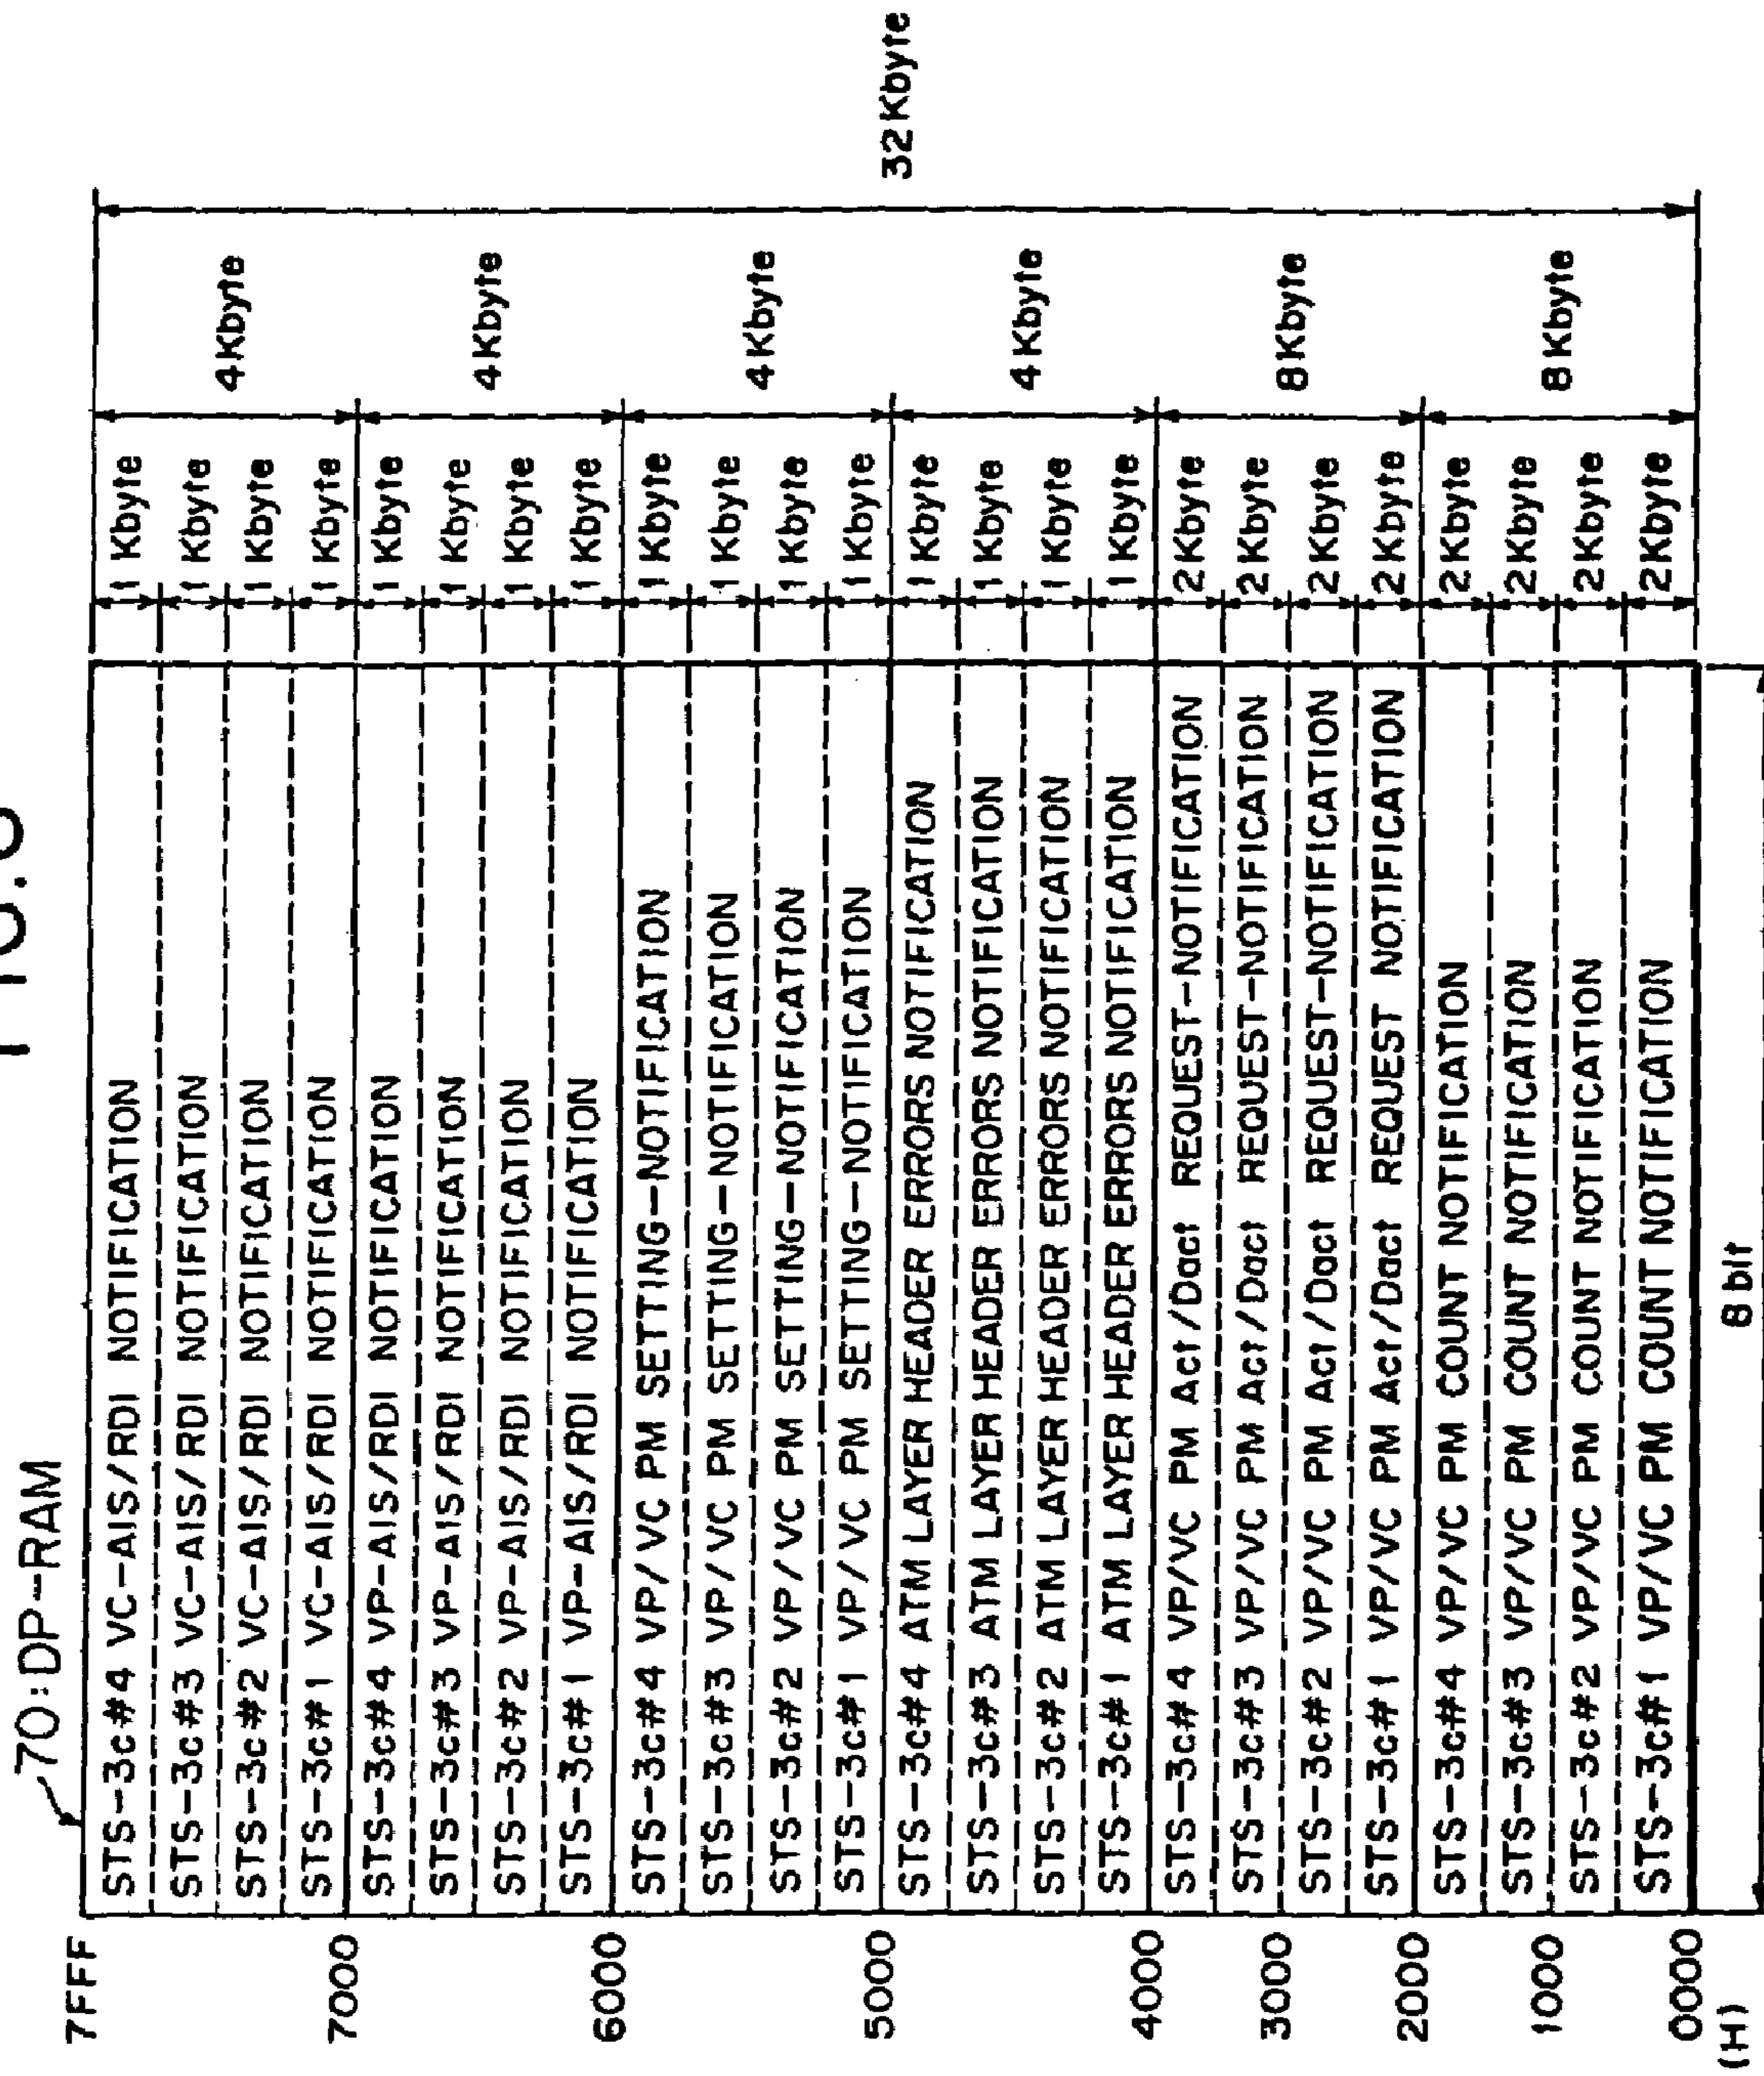 70:DP-RAM
7FFF
STS-3c#4 VC-AIS/RDI NOTIFICATION 1 Kbyte
STS-3c#3 VC-AIS/RDI NOTIFICATION 1 Kbyte
STS-3c#2 VC-AIS/RDI NOTIFICATION 1 Kbyte
STS-3c#1 VC-AIS/RDI NOTIFICATION 1 Kbyte
4Kbyte
7000
STS-3c#4 VP-AIS/RDI NOTIFICATION 1 Kbyte
STS-3c#3 VP-AIS/RDI NOTIFICATION 1 Kbyte
STS-3c#2 VP-AIS/RDI NOTIFICATION 1 Kbyte
STS-3c#1 VP-AIS/RDI NOTIFICATION 1 Kbyte
4Kbyte
6000
STS-3c#4 VP/VC PM SETTING-NOTIFICATION 1 Kbyte
STS-3c#3 VP/VC PM SETTING-NOTIFICATION 1 Kbyte
STS-3c#2 VP/VC PM SETTING-NOTIFICATION 1 Kbyte
STS-3c#1 VP/VC PM SETTING-NOTIFICATION 1 Kbyte
4Kbyte
5000
STS-3c#4 ATM LAYER HEADER ERRORS NOTIFICATION 1 Kbyte
STS-3c#3 ATM LAYER HEADER ERRORS NOTIFICATION 1 Kbyte
STS-3c#2 ATM LAYER HEADER ERRORS NOTIFICATION 1 Kbyte
STS-3c#1 ATM LAYER HEADER ERRORS NOTIFICATION 1 Kbyte
4Kbyte
4000
STS-3c#4 VP/VC PM Act/Dact REQUEST-NOTIFICATION 2Kbyte
STS-3c#3 VP/VC PM Act/Dact REQUEST-NOTIFICATION 2Kbyte
3000
STS-3c#2 VP/VC PM Act/Dact REQUEST-NOTIFICATION 2Kbyte
STS-3c#1 VP/VC PM Act/Dact REQUEST NOTIFICATION 2Kbyte
8Kbyte
2000
STS-3c#4 VP/VC PM COUNT NOTIFICATION 2Kbyte
STS-3c#3 VP/VC PM COUNT NOTIFICATION 2Kbyte
1000
STS-3c#2 VP/VC PM COUNT NOTIFICATION 2Kbyte
STS-3c#1 VP/VC PM COUNT NOTIFICATION 2Kbyte
8Kbyte
0000
(H)
8 bit
32Kbyte